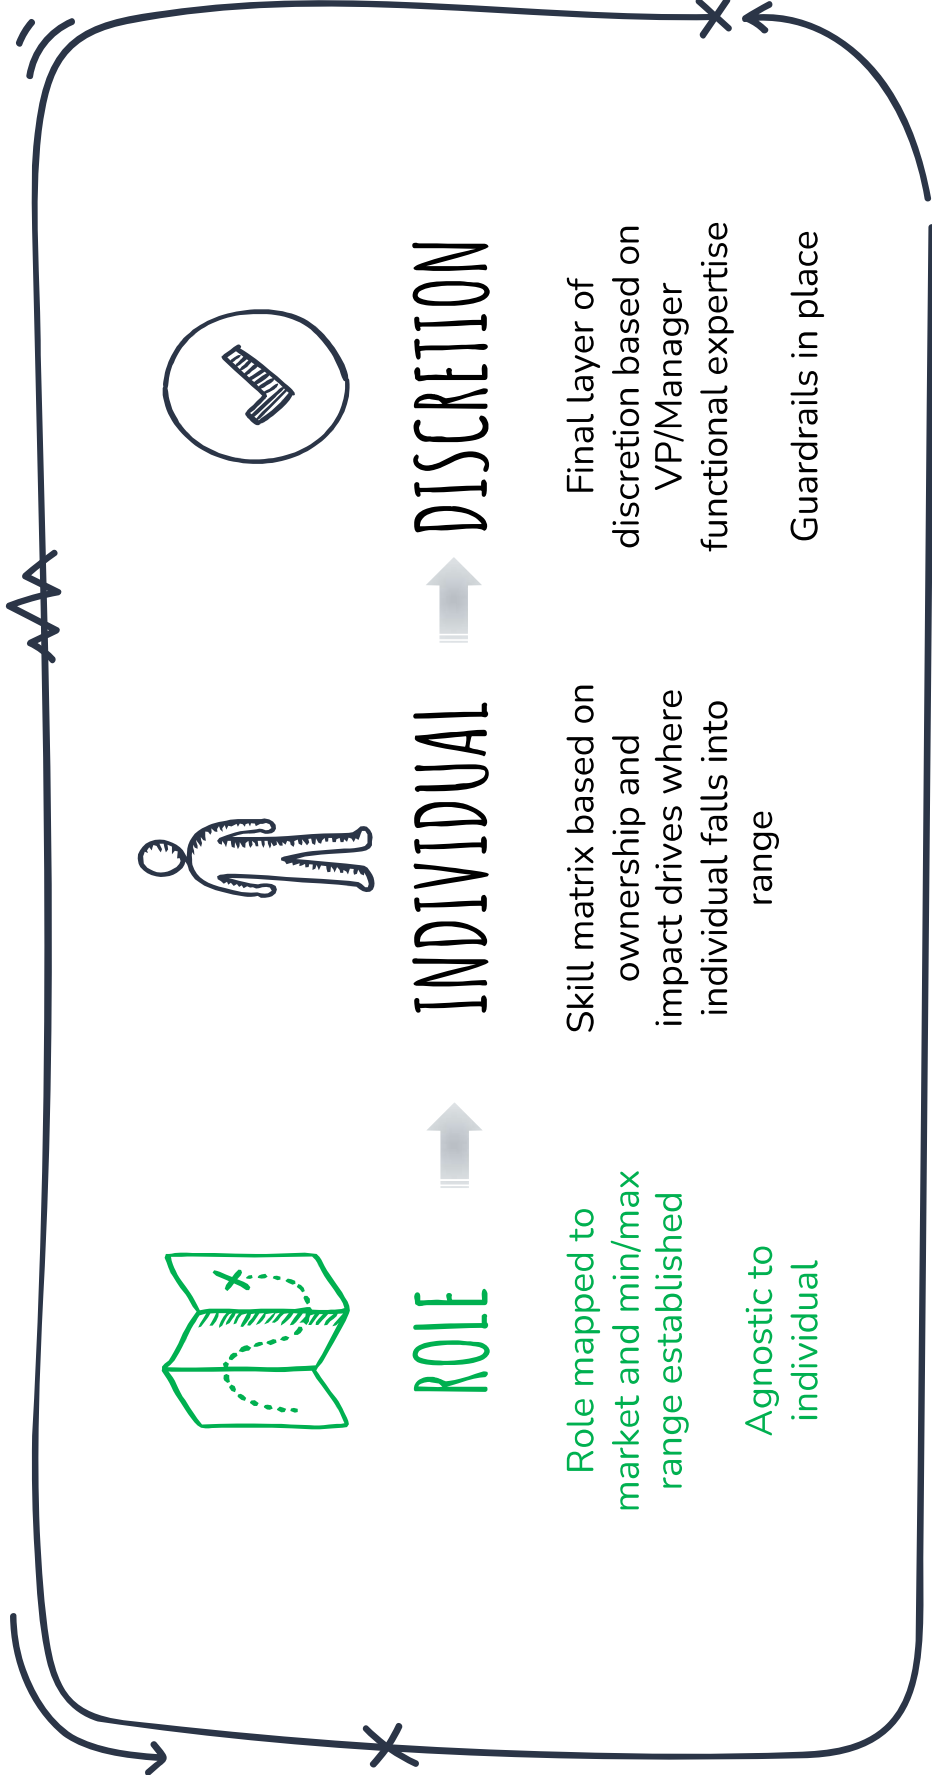 ROLE
Role mapped to
market and min/max
range established
Agnostic to
individual
INDIVIDUAL
Skill matrix based on
ownership and
impact drives where
individual falls into
range
DISCRETION
Final layer of
discretion based on
VP/Manager
functional expertise
Guardrails in place